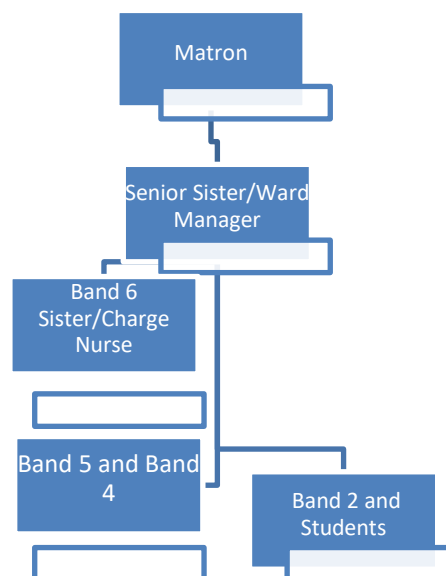 Matron
Senior Sister/Ward
Manager
Band 6
Sister/Charge
Nurse
Band 5 and Band
4
Band 2 and
Students